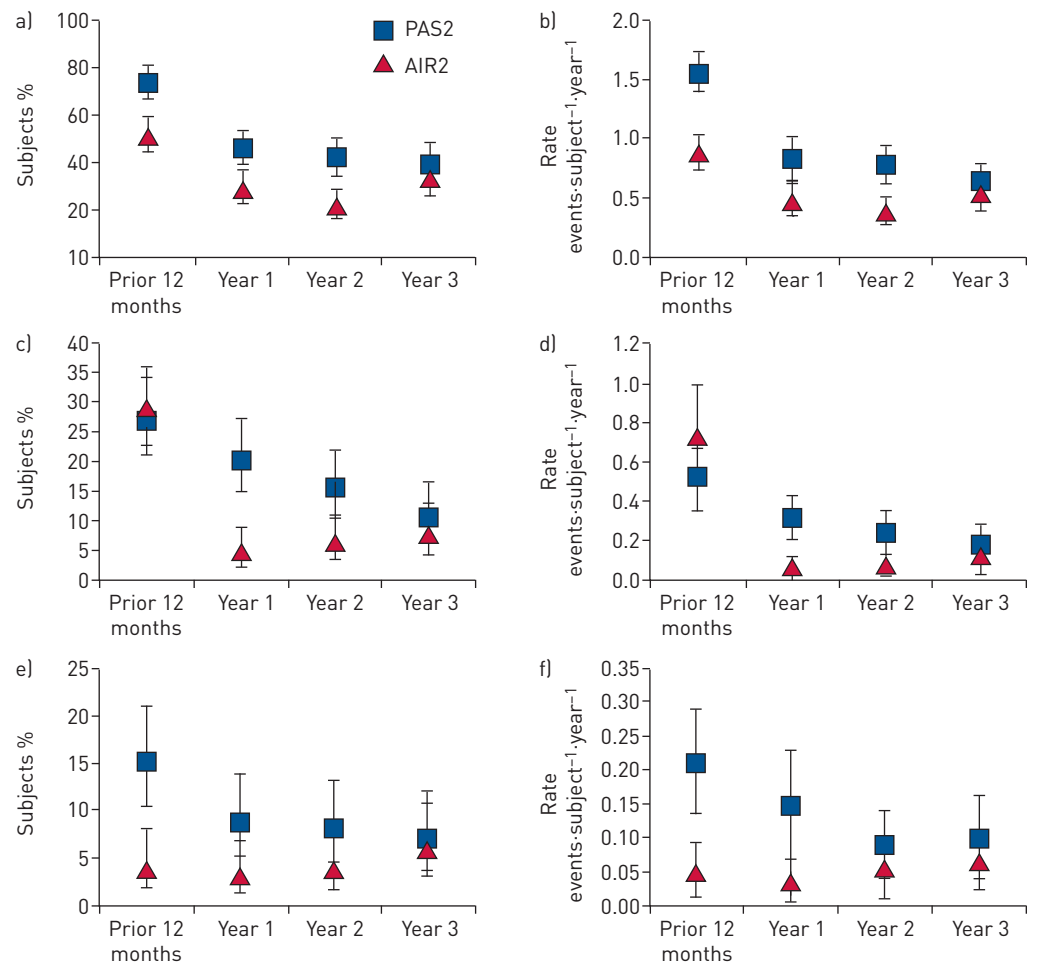 a)
100
80
60
40
20
10
Subjects %
PAS2
AIR2
Prior 12 months
Year 1
Year 2
Year 3
b)
2.0
1.5
1.0
0.5
0.0
Rate
events·subject⁻¹·year⁻¹
Prior 12 months
Year 1
Year 2
Year 3
c)
40
35
30
25
20
15
10
5
0
Subjects %
Prior 12 months
Year 1
Year 2
Year 3
d)
1.2
1.0
0.8
0.6
0.4
0.2
0.0
Rate
events·subject⁻¹·year⁻¹
Prior 12 months
Year 1
Year 2
Year 3
e)
25
20
15
10
5
0
Subjects %
Prior 12 months
Year 1
Year 2
Year 3
f)
0.35
0.30
0.25
0.20
0.15
0.10
0.05
0.00
Rate
events·subject⁻¹·year⁻¹
Prior 12 months
Year 1
Year 2
Year 3